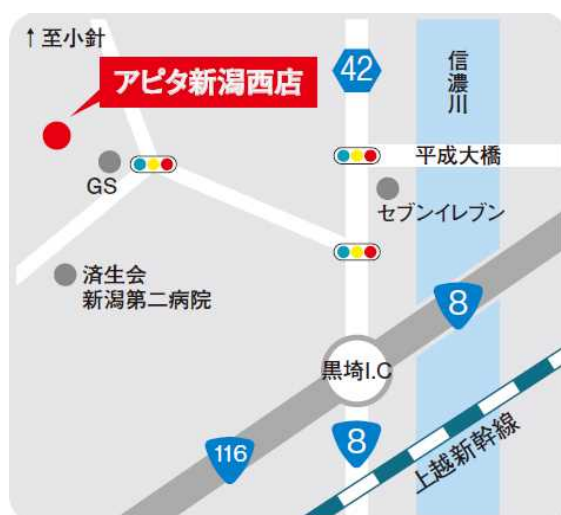 ↑至小針
アピタ新潟西店
42
信濃川
平成大橋
GS
セブンイレブン
済生会
新潟第二病院
8
黒埼I.C
116
8
上越新幹線